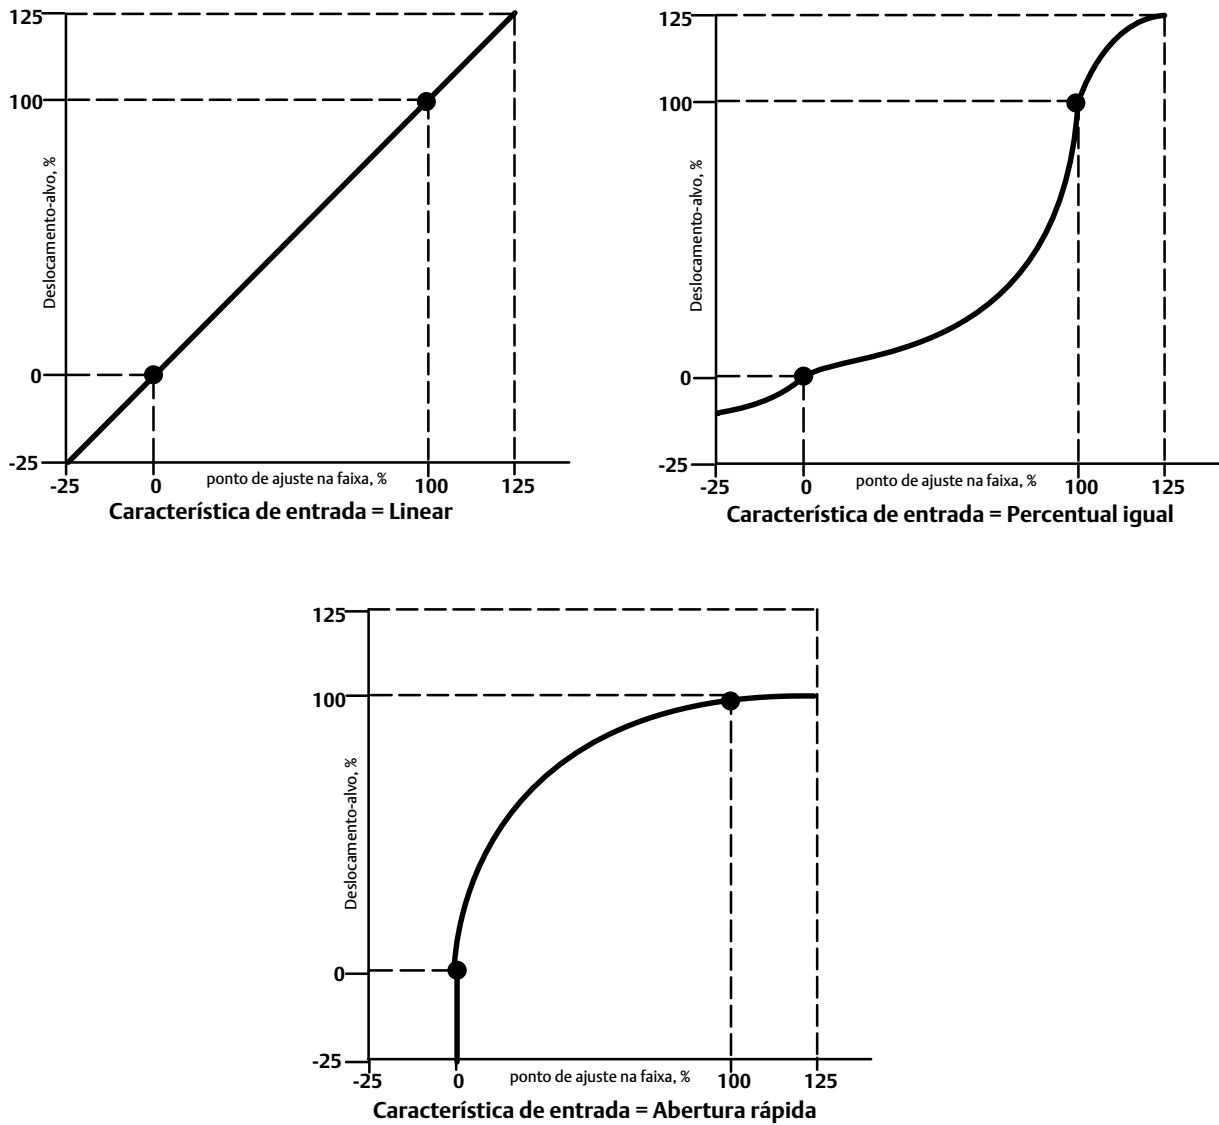 125
100
Deslocamento-alvo, %
0
-25
-25
0
ponto de ajuste na faixa, %
100
125
Característica de entrada = Linear
125
100
Deslocamento-alvo, %
0
-25
-25
0
ponto de ajuste na faixa, %
100
125
Característica de entrada = Percentual igual
125
100
Deslocamento-alvo, %
0
-25
-25
0
ponto de ajuste na faixa, %
100
125
Característica de entrada = Abertura rápida